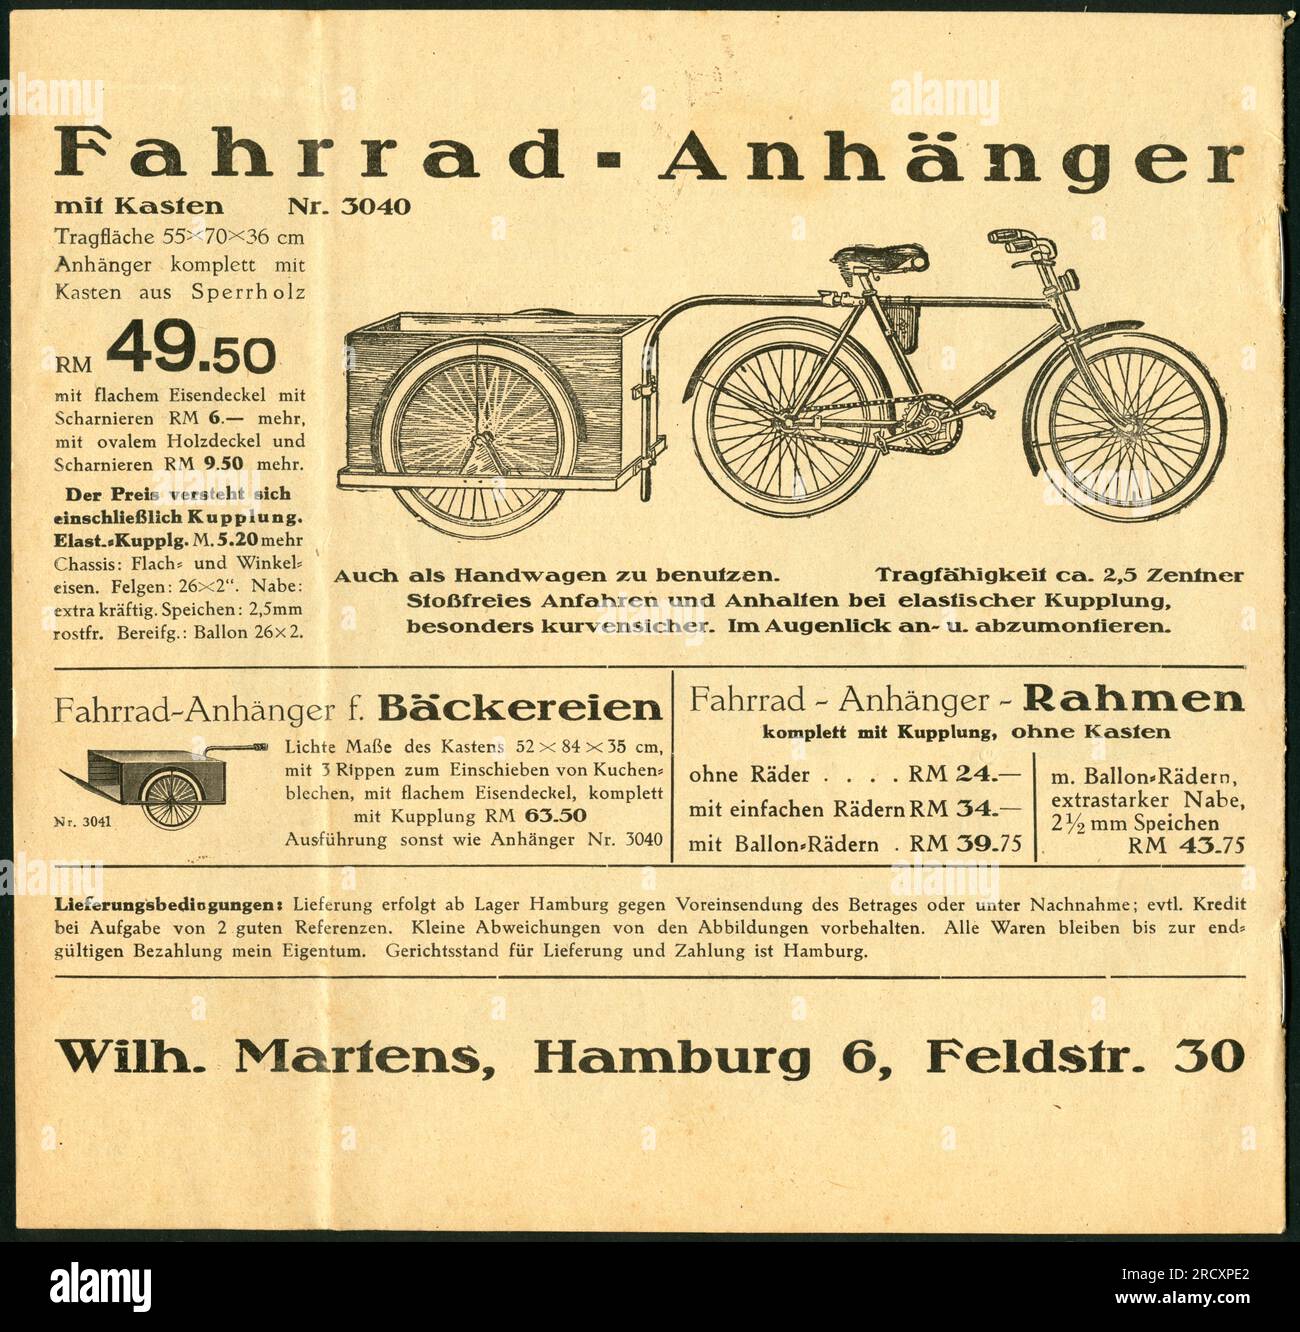 Fahrrad-Anhänger
mit Kasten Nr. 3040
Tragfläche 55×70×36 cm
Anhänger komplett mit
Kasten aus Sperrholz
RM 49.50
mit flachem Eisendeckel mit
Scharnieren RM 6.— mehr,
mit ovalem Holzdeckel und
Scharnieren RM 9.50 mehr.
Der Preis versteht sich
einschließlich Kupplung.
Elast.-Kupplg. M. 5.20 mehr
Chassis: Flach- und Winkel-
eisen. Felgen: 26×2“. Nabe:
extra kräftig. Speichen: 2,5mm
rostfr. Bereifg.: Ballon 26×2.
Auch als Handwagen zu benutzen. Tragfähigkeit ca. 2,5 Zentner
Stoßfreies Anfahren und Anhalten bei elastischer Kupplung,
besonders kurvensicher. Im Augenlick an- u. abzumontieren.
Fahrrad-Anhänger f. Bäckereien
Lichte Maße des Kastens 52×84×35 cm,
mit 3 Rippen zum Einschieben von Kuchen-
blechen, mit flachem Eisendeckel, komplett
mit Kupplung RM 63.50
Ausführung sonst wie Anhänger Nr. 3040
Nr. 3041
Fahrrad - Anhänger - Rahmen
komplett mit Kupplung, ohne Kasten
ohne Räder . . . . RM 24.—
mit einfachen Rädern RM 34.—
mit Ballon-Rädern . RM 39.75
m. Ballon-Rädern,
extrastarker Nabe,
2½ mm Speichen
RM 43.75
Lieferungsbedingungen: Lieferung erfolgt ab Lager Hamburg gegen Voreinsendung des Betrages oder unter Nachnahme; evtl. Kredit
bei Aufgabe von 2 guten Referenzen. Kleine Abweichungen von den Abbildungen vorbehalten. Alle Waren bleiben bis zur end-
gültigen Bezahlung mein Eigentum. Gerichtsstand für Lieferung und Zahlung ist Hamburg.
Wilh. Martens, Hamburg 6, Feldstr. 30
alamy
Image ID: 2RCXPE2
www.alamy.com